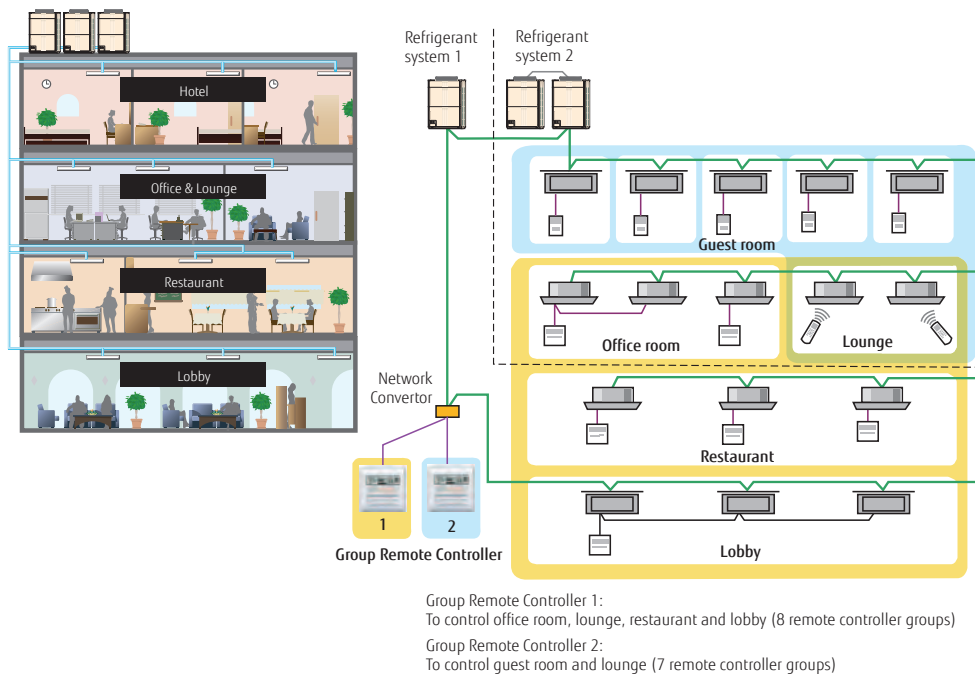 Hotel
Office & Lounge
Restaurant
Lobby
Refrigerant
system 1
Refrigerant
system 2
Guest room
Office room
Lounge
Restaurant
Lobby
Network
Convertor
1
2
Group Remote Controller
Group Remote Controller 1:
To control office room, lounge, restaurant and lobby (8 remote controller groups)
Group Remote Controller 2:
To control guest room and lounge (7 remote controller groups)